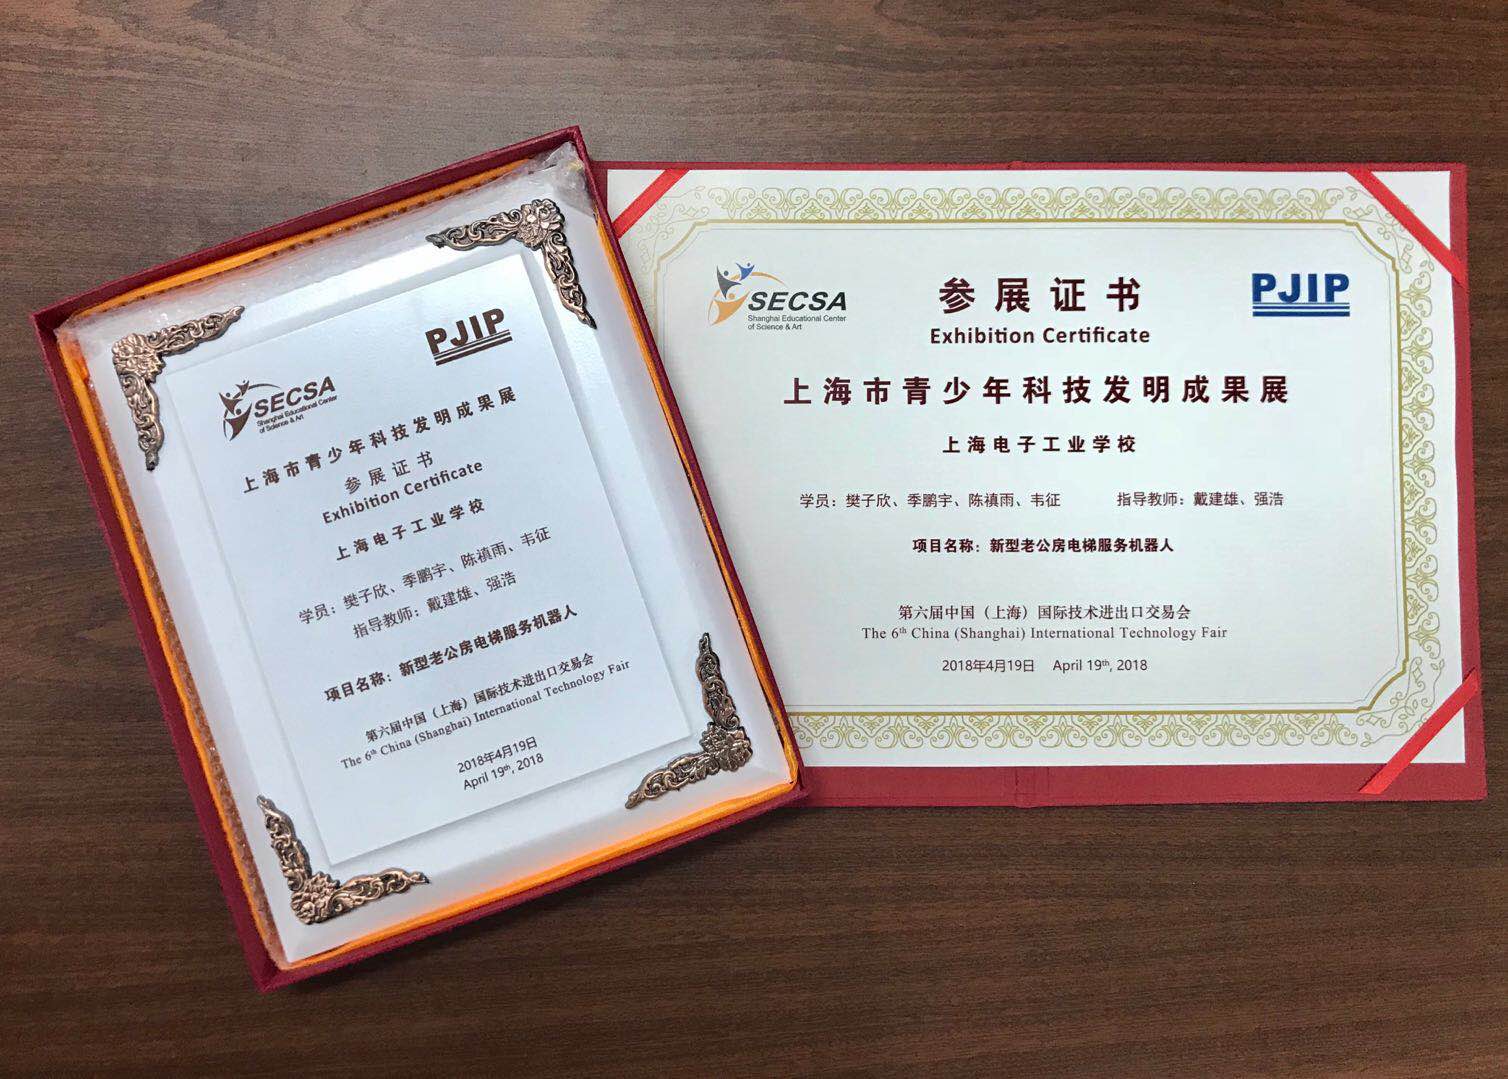 SECSA
Shanghai Educational Center
of Science & Art
PJIP
上海市青少年科技发明成果展
参展证书
Exhibition Certificate
上海电子工业学校
学员：樊子欣、季鹏宇、陈禛雨、韦征
指导教师：戴建雄、强浩
项目名称：新型老公房电梯服务机器人
第六届中国（上海）国际技术进出口交易会
The 6th China (Shanghai) International Technology Fair
2018年4月19日
April 19th, 2018
SECSA
Shanghai Educational Center
of Science & Art
参展证书
PJIP
Exhibition Certificate
上海市青少年科技发明成果展
上海电子工业学校
学员：樊子欣、季鹏宇、陈禛雨、韦征 指导教师：戴建雄、强浩
项目名称：新型老公房电梯服务机器人
第六届中国（上海）国际技术进出口交易会
The 6th China (Shanghai) International Technology Fair
2018年4月19日 April 19th, 2018